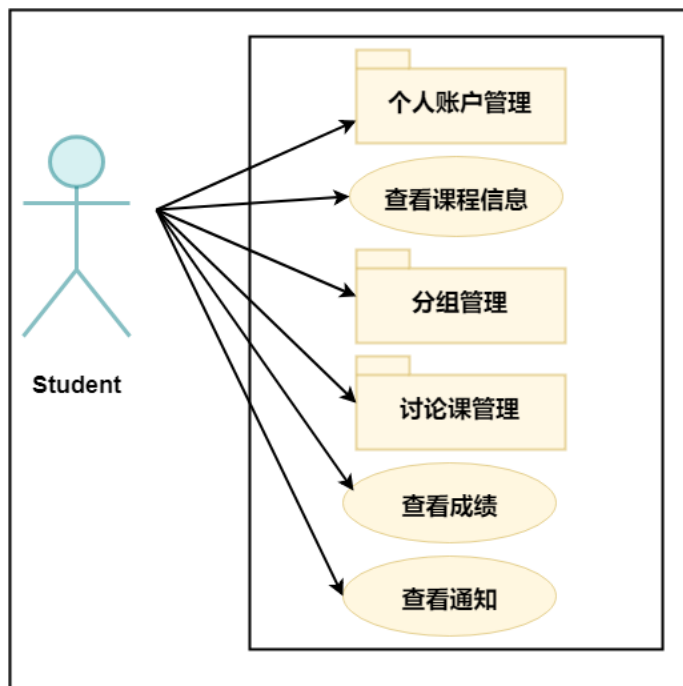 个人账户管理
查看课程信息
分组管理
讨论课管理
Student
查看成绩
查看通知